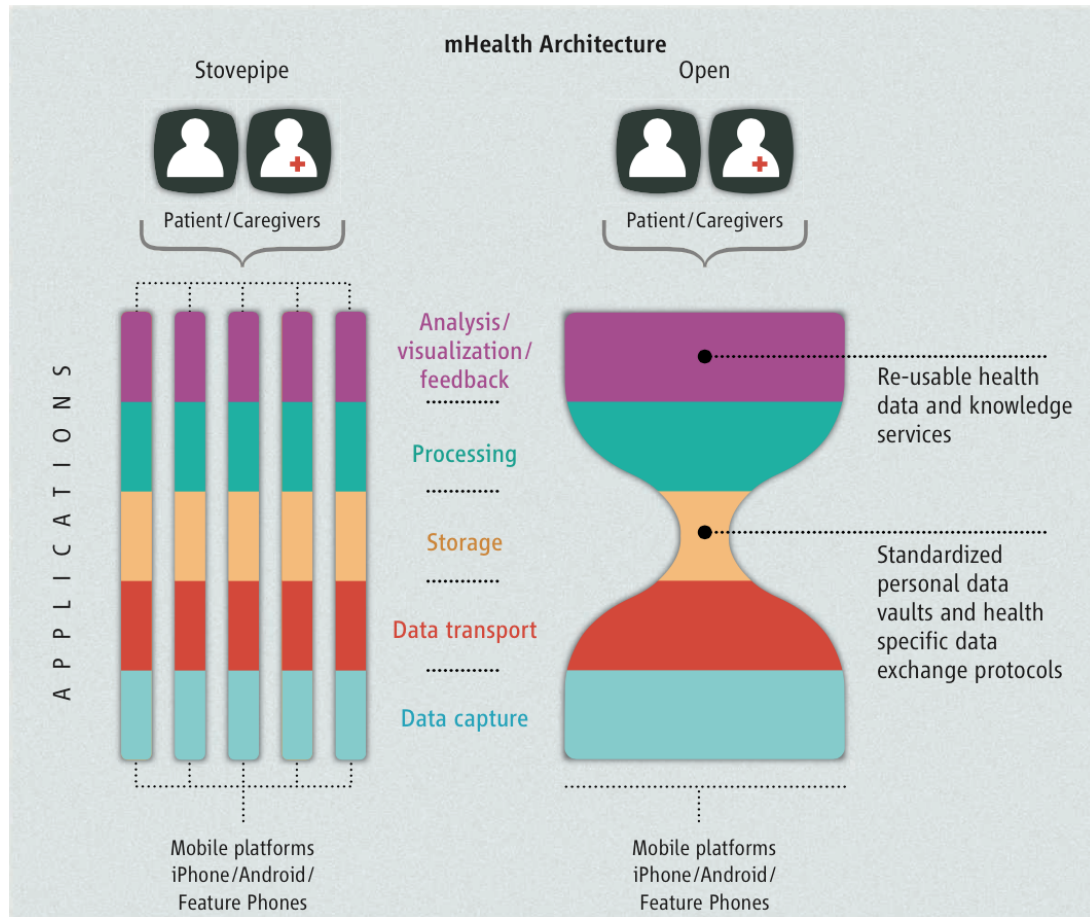 mHealth Architecture
Stovepipe
Open
Patient/Caregivers
Patient/Caregivers
APPLICATIONS
Analysis/
visualization/
feedback
Processing
Storage
Data transport
Data capture
Re-usable health
data and knowledge
services
Standardized
personal data
vaults and health
specific data
exchange protocols
Mobile platforms
iPhone/Android/
Feature Phones
Mobile platforms
iPhone/Android/
Feature Phones